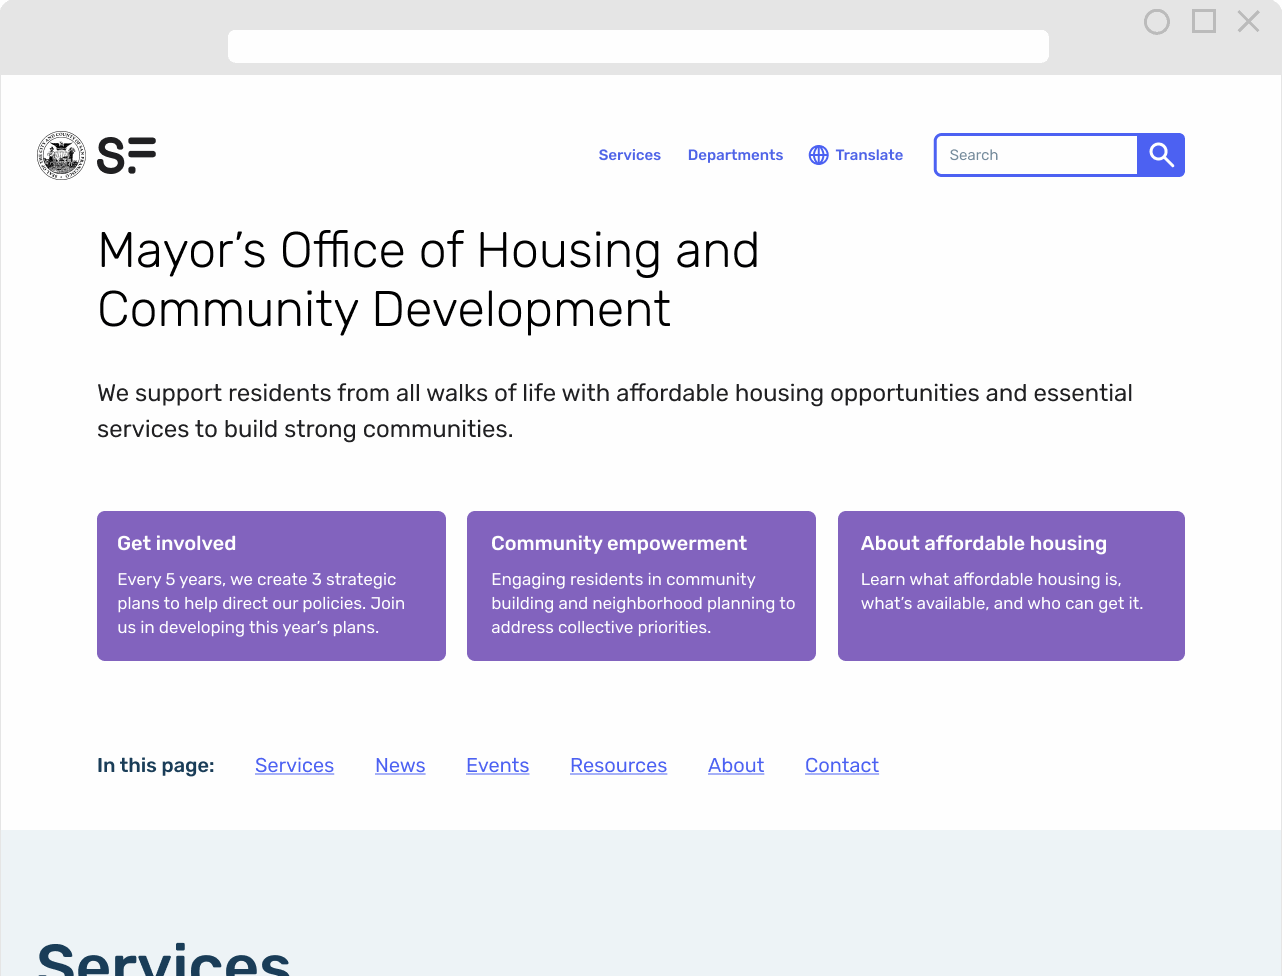 SF
Services Departments Translate Search
Mayor’s Office of Housing and
Community Development
We support residents from all walks of life with affordable housing opportunities and essential
services to build strong communities.
Get involved
Every 5 years, we create 3 strategic
plans to help direct our policies. Join
us in developing this year’s plans.
Community empowerment
Engaging residents in community
building and neighborhood planning to
address collective priorities.
About affordable housing
Learn what affordable housing is,
what’s available, and who can get it.
In this page: Services News Events Resources About Contact
Services